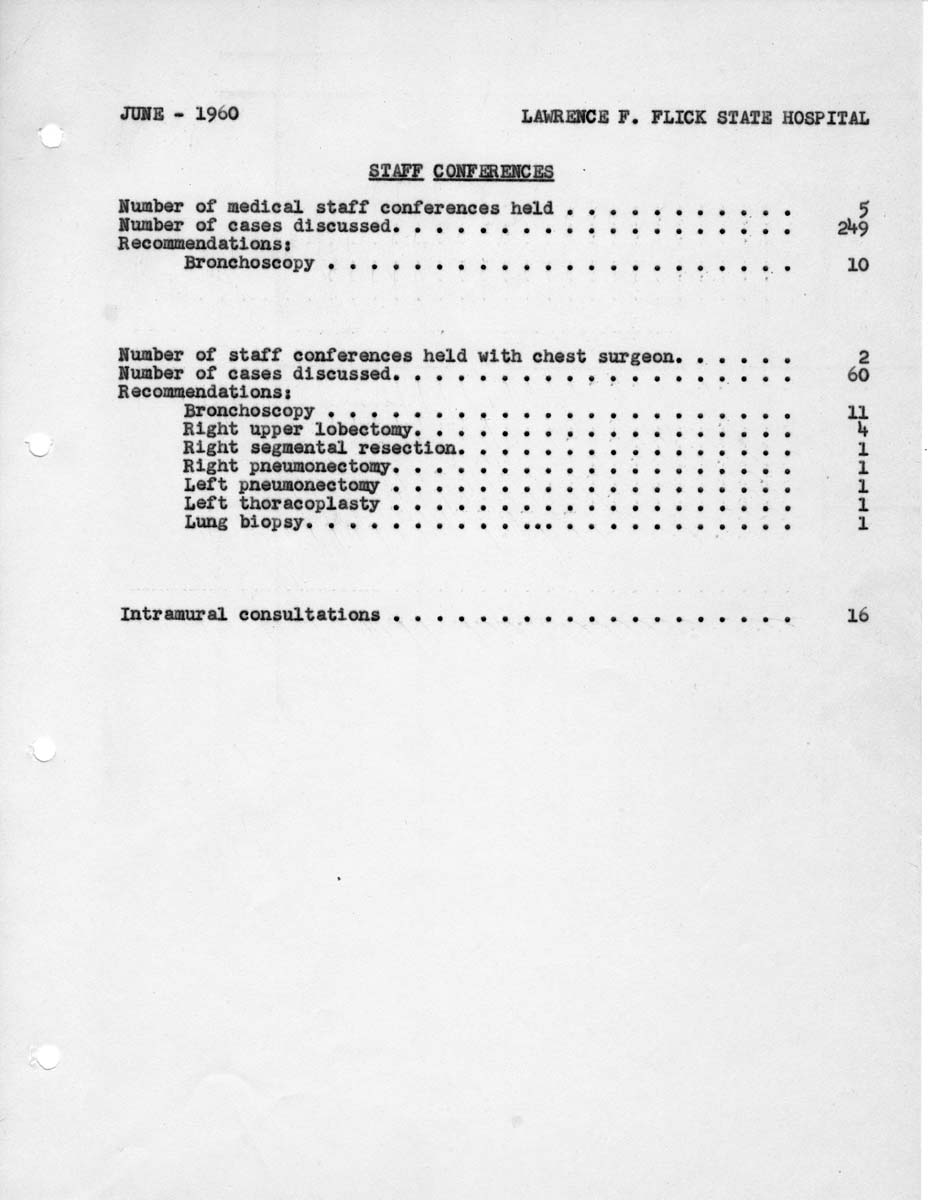 JUNE - 1960 LAWRENCE F. FLICK STATE HOSPITAL
STAFF CONFERENCES
Number of medical staff conferences held . . . . . . . . . . . 5
Number of cases discussed. . . . . . . . . . . . . . . . . . . 249
Recommendations:
Bronchoscopy . . . . . . . . . . . . . . . . . . . . . . 10
Number of staff conferences held with chest surgeon. . . . . . 2
Number of cases discussed. . . . . . . . . . . . . . . . . . . 60
Recommendations:
Bronchoscopy . . . . . . . . . . . . . . . . . . . . . . 11
Right upper lobectomy. . . . . . . . . . . . . . . . . . 4
Right segmental resection. . . . . . . . . . . . . . . . 1
Right pneumonectomy. . . . . . . . . . . . . . . . . . . 1
Left pneumonectomy . . . . . . . . . . . . . . . . . . . 1
Left thoracoplasty . . . . . . . . . . . . . . . . . . . 1
Lung biopsy. . . . . . . . . ... . . . . . . . . . . . . 1
Intramural consultations . . . . . . . . . . . . . . . . . . . 16